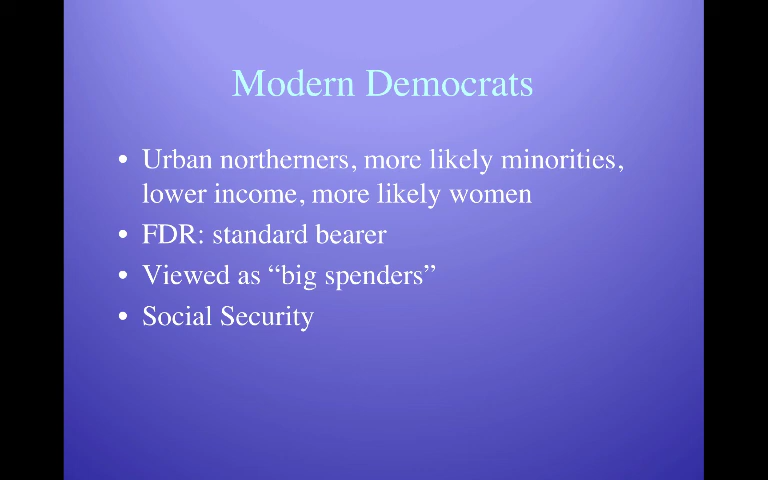 Modern Democrats
• Urban northerners, more likely minorities,
lower income, more likely women
• FDR: standard bearer
• Viewed as “big spenders”
• Social Security